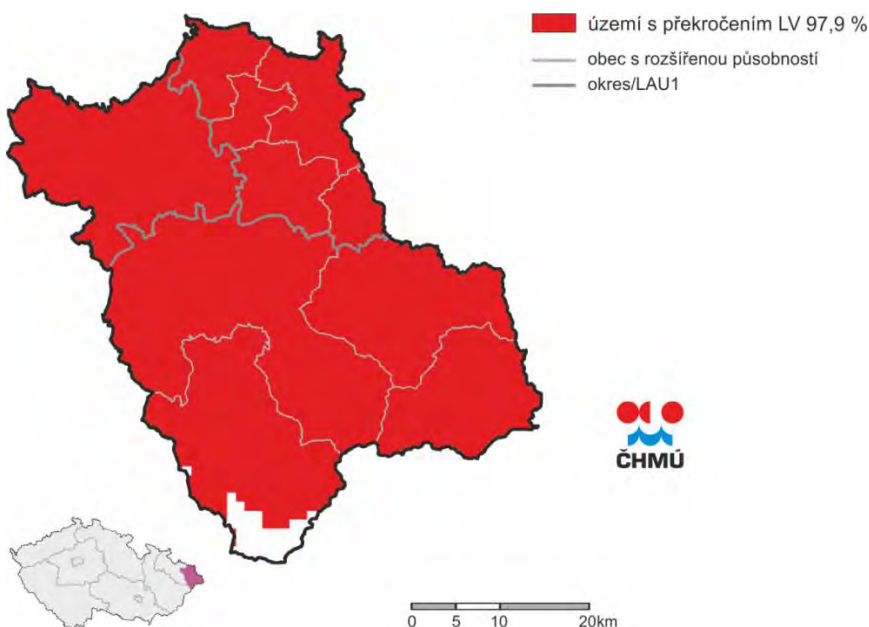 území s překročením LV 97,9 %
obec s rozšířenou působností
okres/LAU1
ČHMÚ
0 5 10 20km